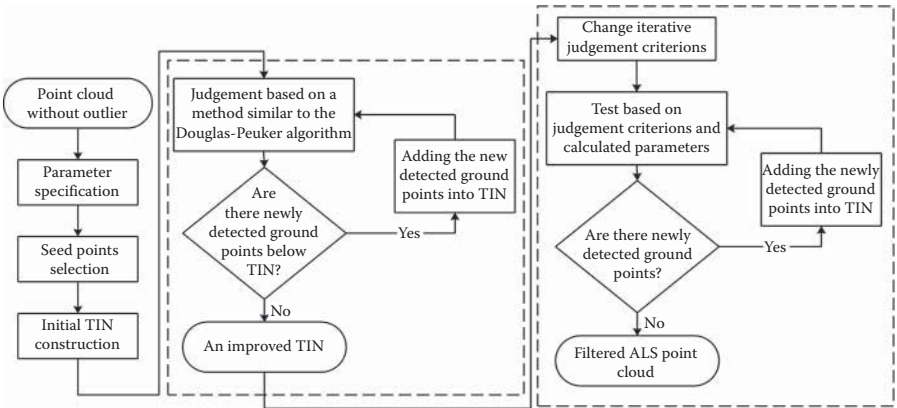 Point cloud
without outlier
Parameter
specification
Seed points
selection
Initial TIN
construction
Judgement based on a
method similar to the
Douglas-Peuker algorithm
Are
there newly
detected ground
points below
TIN?
Yes
Adding the new
detected ground
points into TIN
No
An improved TIN
Change iterative
judgement criterions
Test based on
judgement criterions and
calculated parameters
Are there newly
detected ground
points?
Yes
Adding the newly
detected ground
points into TIN
No
Filtered ALS point
cloud